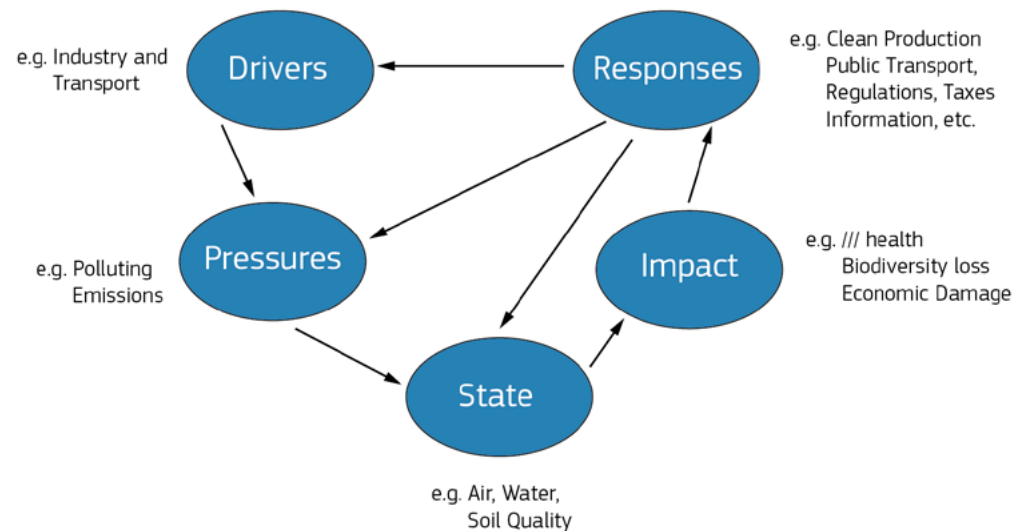 Drivers
Responses
e.g. Industry and
Transport
e.g. Clean Production
Public Transport,
Regulations, Taxes
Information, etc.
Pressures
Impact
e.g. Polluting
Emissions
e.g. /// health
Biodiversity loss
Economic Damage
State
e.g. Air, Water,
Soil Quality